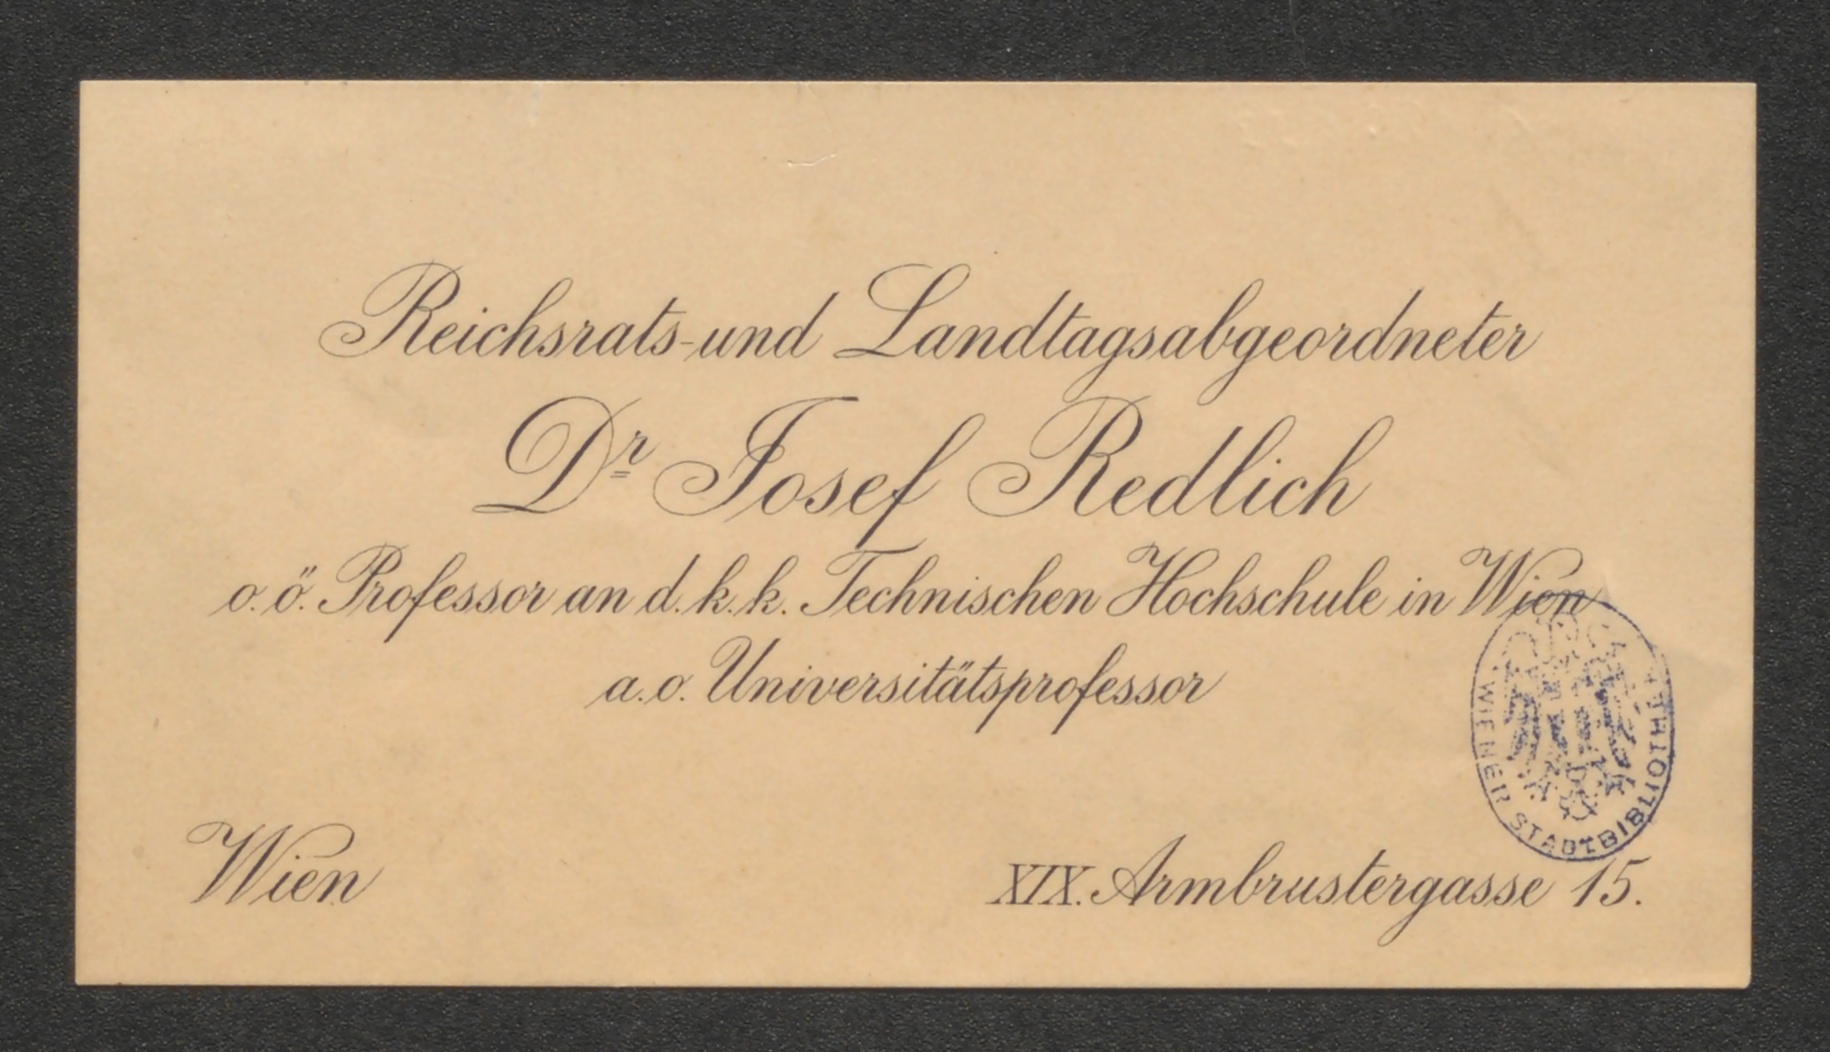 Reichsrats-und Landtagsabgeordneter
Dr Josef Redlich
o. ö. Professor an d. k. k. Technischen Hochschule in Wien
a. o. Universitätsprofessor
WIENER STADTBIBLIOTHEK
Wien
XIX. Armbrustergasse 15.